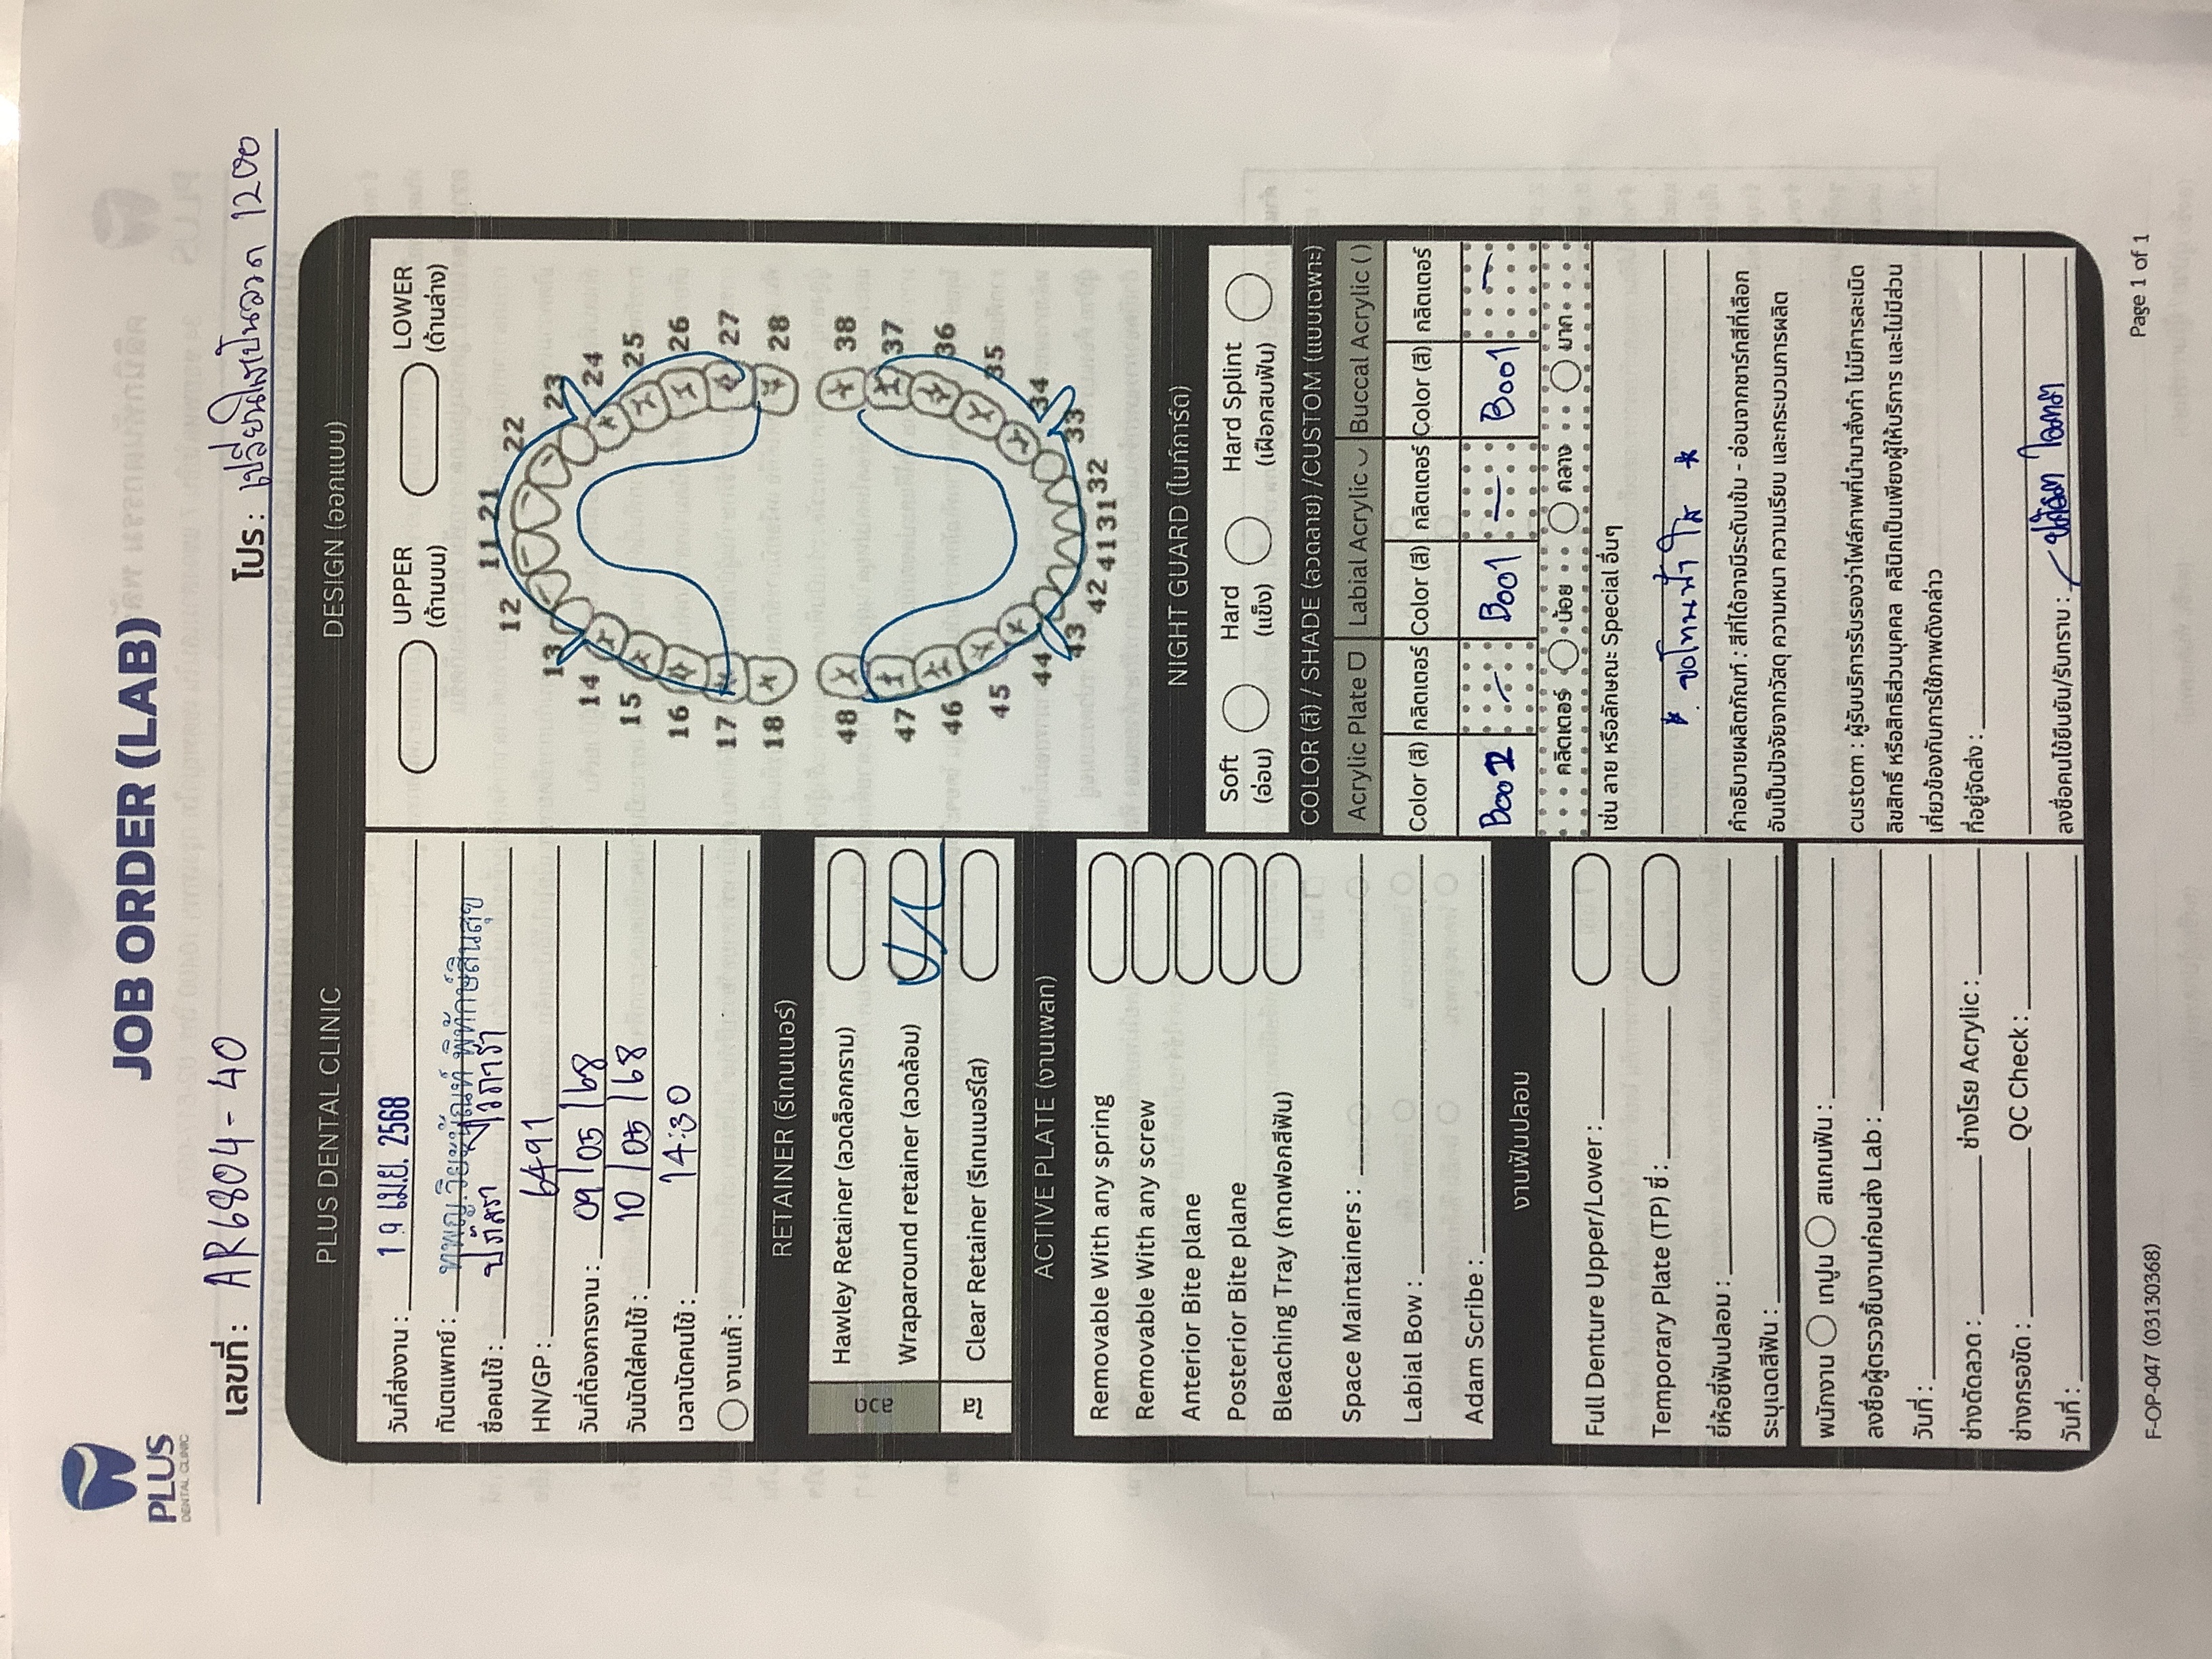 PLUS
DENTAL CLINIC
JOB ORDER (LAB)
เลขที่ : AR6804-40
โปร : เปลี่ยนใสเป็นลวด 1200
PLUS DENTAL CLINIC
วันที่ส่งงาน : 19 เม.ย. 2568
ทันตแพทย์ : ทพญ.วิยะนัณท์ พิทักษ์สินสุข
ชื่อคนไข้ :
HN/GP : 6491
วันที่ต้องการงาน : 09/05/68
วันนัดใส่คนไข้ : 10/05/68
เวลานัดคนไข้ : 14:30
งานแก้ :
RETAINER (รีเทนเนอร์)
ลวด
Hawley Retainer (ลวดล็อกกราม)
Wraparound retainer (ลวดล้อม)
ใส
Clear Retainer (รีเทนเนอร์ใส)
ACTIVE PLATE (งานเพลท)
Removable With any spring
Removable With any screw
Anterior Bite plane
Posterior Bite plane
Bleaching Tray (ถาดฟอกสีฟัน)
Space Maintainers :
Labial Bow :
Adam Scribe :
งานฟันปลอม
Full Denture Upper/Lower :
Temporary Plate (TP) ซี่ :
ยี่ห้อซี่ฟันปลอม :
ระบุเฉดสีฟัน :
พนักงาน เทปูน สแกนฟัน :
ลงชื่อผู้ตรวจชิ้นงานก่อนส่ง Lab :
วันที่ :
ช่างดัดลวด : ช่างโรย Acrylic :
ช่างกรอขัด : QC Check :
วันที่ :
DESIGN (ออกแบบ)
UPPER LOWER
(ด้านบน) (ด้านล่าง)
11 21
12 22
13 23
14 24
15 25
16 26
17 27
18 28
48 38
47 37
46 36
45 35
44 34
43 33
42 41 31 32
NIGHT GUARD (ไนท์การ์ด)
Soft Hard Hard Splint
(อ่อน) (แข็ง) (เฝือกสบฟัน)
COLOR (สี) / SHADE (ลวดลาย) /CUSTOM (แบบเฉพาะ)
Acrylic Plate Labial Acrylic Buccal Acrylic ( )
Color (สี) กลิตเตอร์ Color (สี) กลิตเตอร์ Color (สี) กลิตเตอร์
B002 - B001 - B001 -
กลิตเตอร์ น้อย กลาง มาก
เช่น ลาย หรือลักษณะ Special อื่นๆ
* ขอโทนฟ้า ใส *
คำอธิบายผลิตภัณฑ์ : สีที่ได้อาจมีระดับเข้ม - อ่อนจากชาร์ทสีที่เลือก
อันเป็นปัจจัยจากวัสดุ ความหนา ความเรียบ และกระบวนการผลิต
custom : ผู้รับบริการรับรองว่าไฟล์ภาพที่นำมาสั่งทำ ไม่มีการละเมิด
ลิขสิทธิ์ หรือสิทธิส่วนบุคคล คลินิกเป็นเพียงผู้ให้บริการ และไม่มีส่วน
เกี่ยวข้องกับการใช้ภาพดังกล่าว
ที่อยู่จัดส่ง :
ลงชื่อคนไข้ยืนยัน/รับทราบ :
F-OP-047 (03130368)
Page 1 of 1